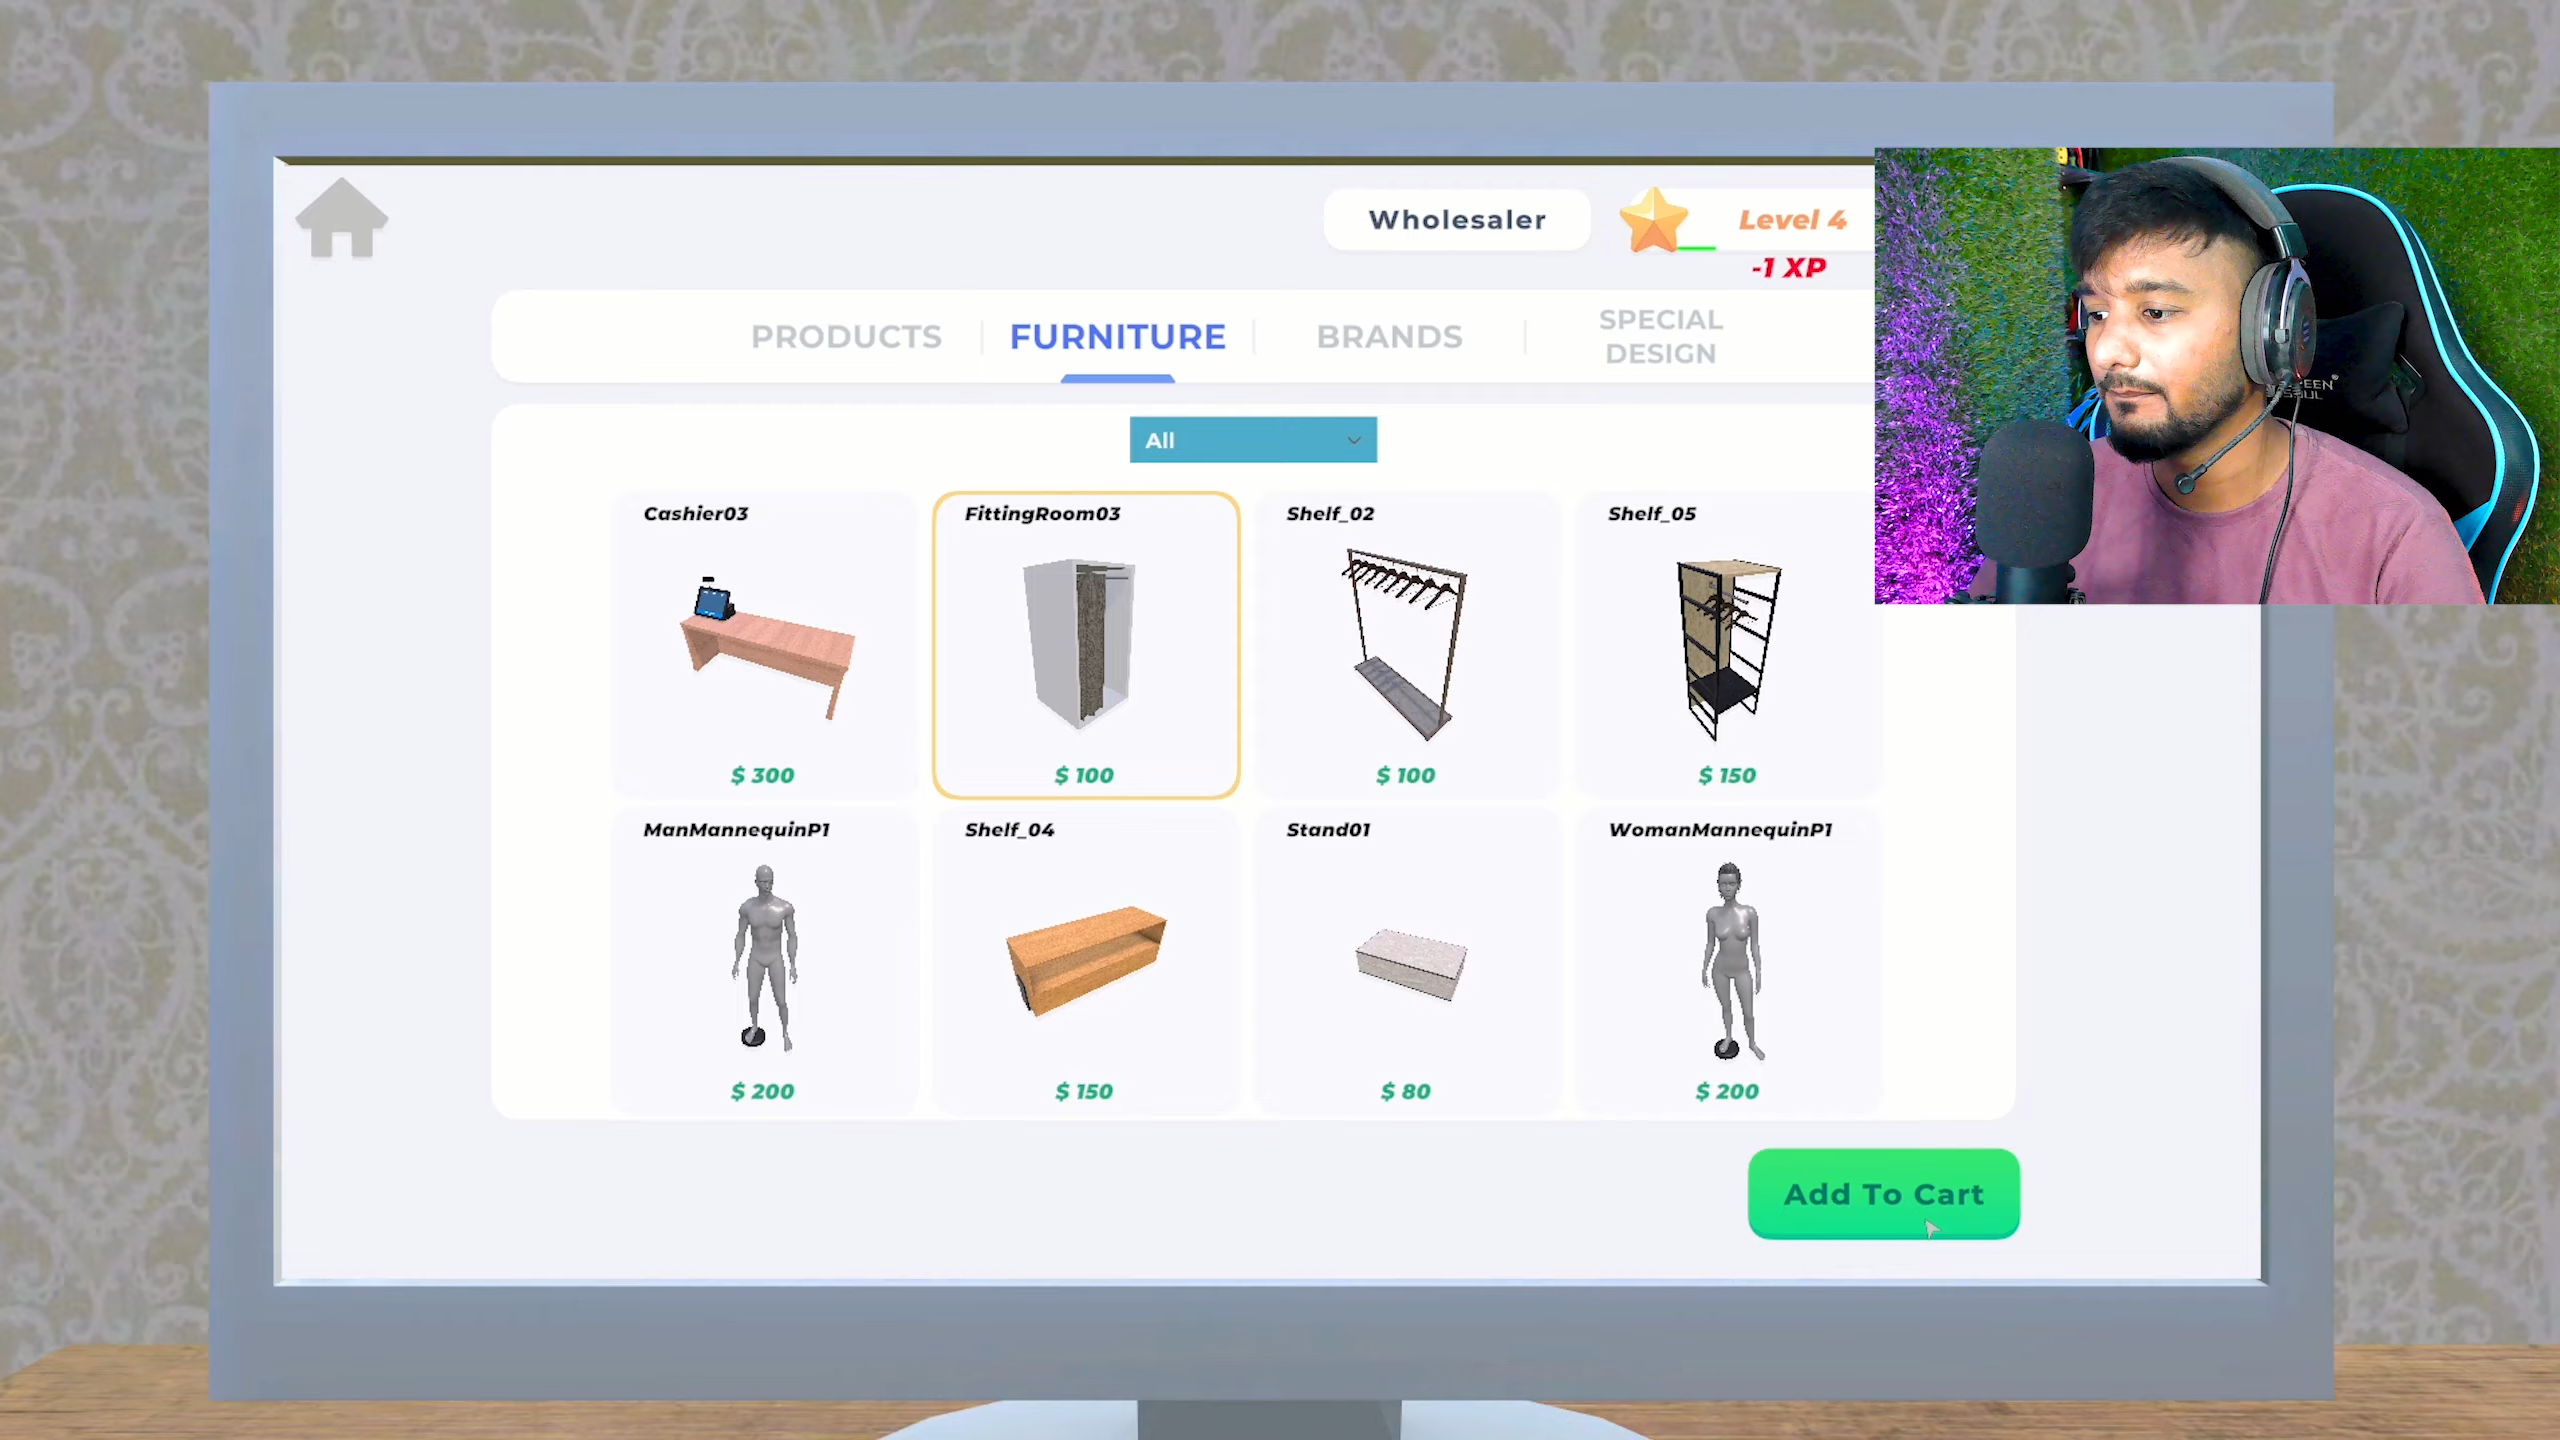 Wholesaler
Level 4
-1 XP
PRODUCTS
FURNITURE
BRANDS
SPECIAL
DESIGN
All
Cashier03
FittingRoom03
Shelf_02
Shelf_05
$ 300
$ 100
$ 100
$ 150
ManMannequinP1
Shelf_04
Stand01
WomanMannequinP1
$ 200
$ 150
$ 80
$ 200
Add To Cart